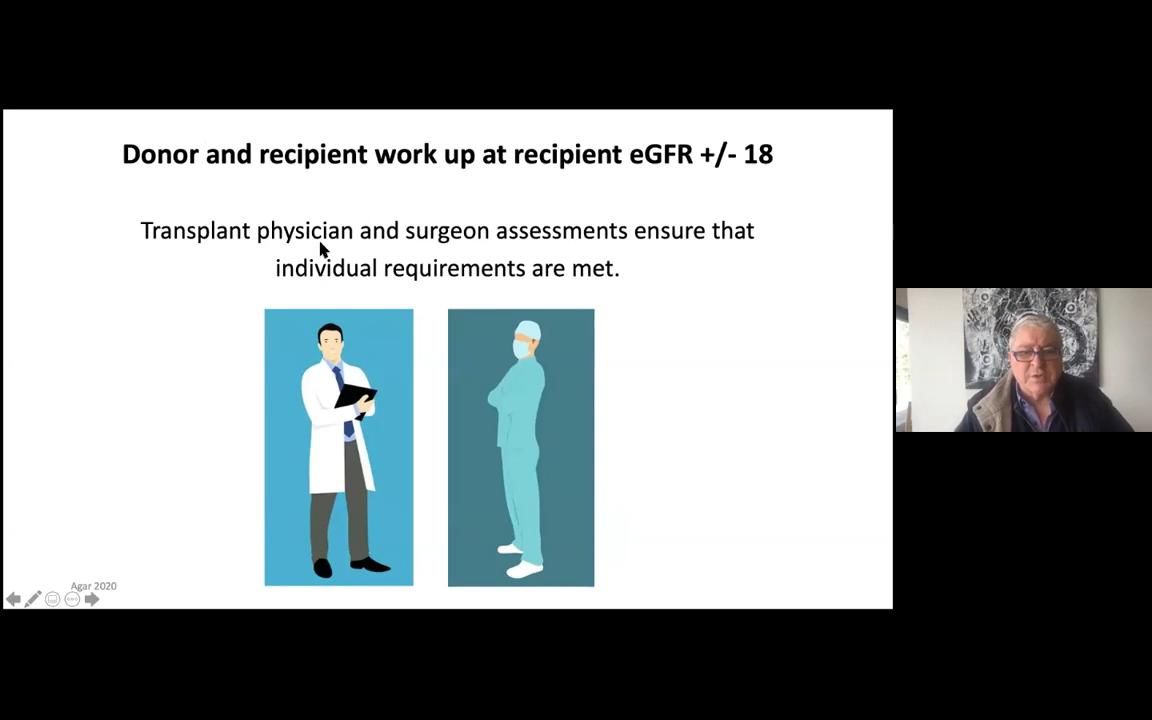 Donor and recipient work up at recipient eGFR +/- 18
Transplant physician and surgeon assessments ensure that
individual requirements are met.
Agar 2020